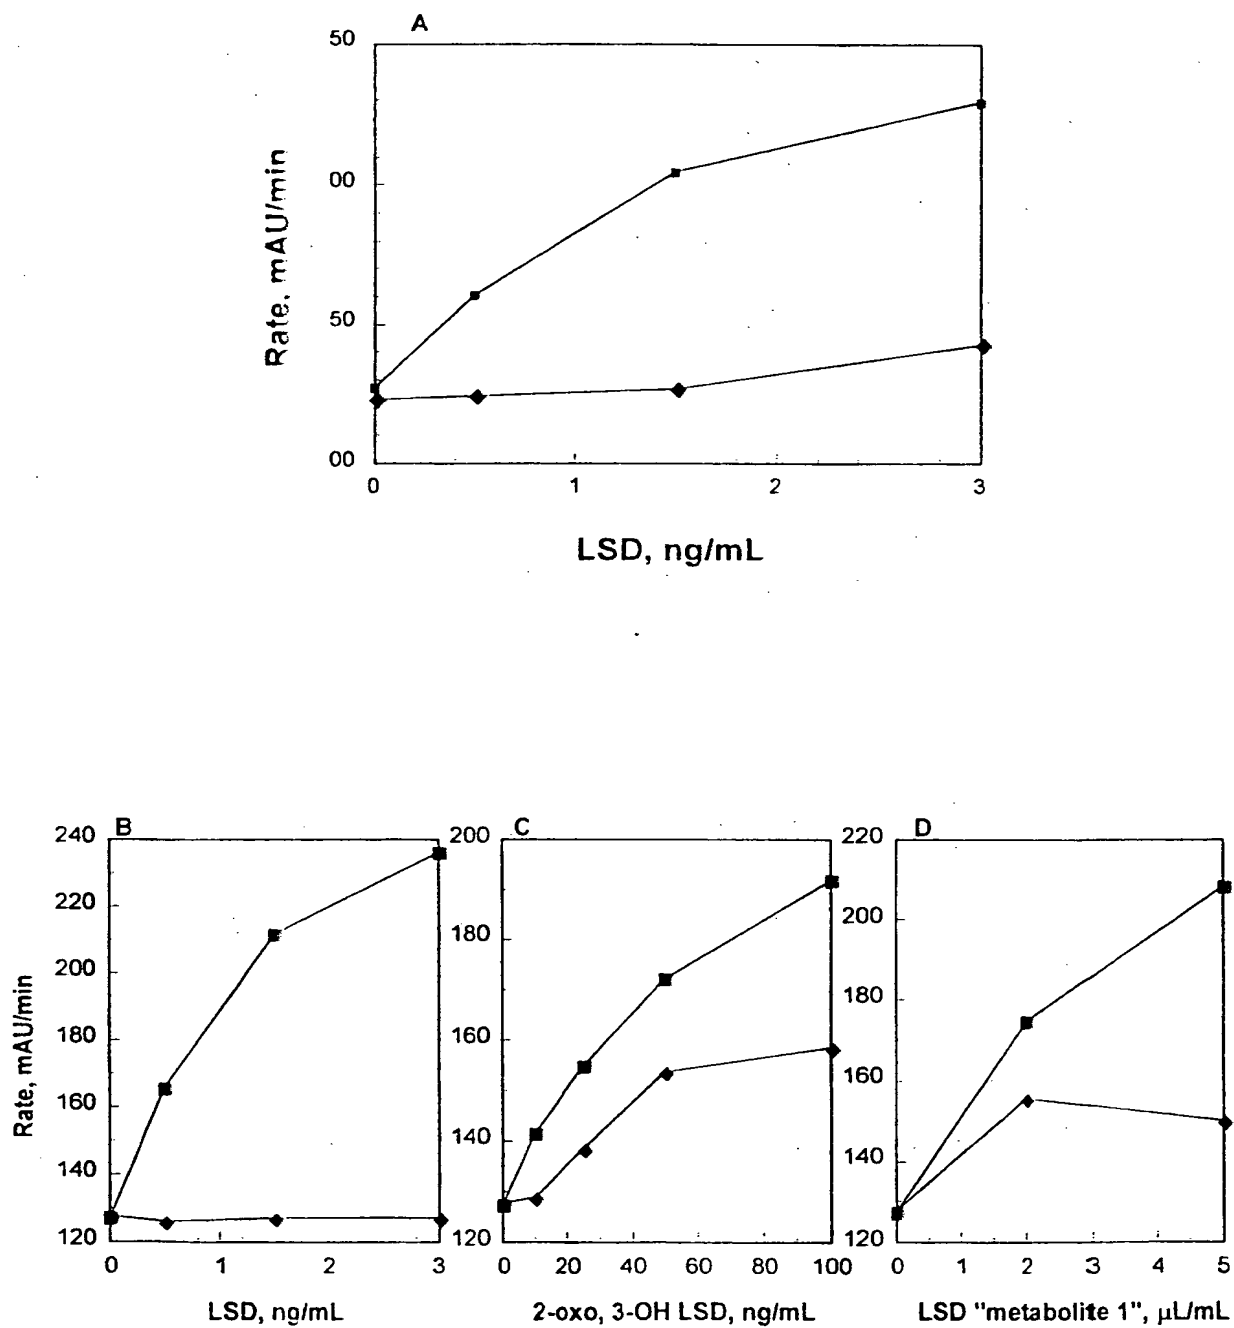 A
50
00
50
00
Rate, mAU/min
0 1 2 3
LSD, ng/mL
B
240
220
200
180
160
140
120
Rate, mAU/min
0 1 2 3
LSD, ng/mL
C
200
180
160
140
120
0 20 40 60 80 100
2-oxo, 3-OH LSD, ng/mL
D
220
200
180
160
140
120
0 1 2 3 4 5
LSD "metabolite 1", µL/mL